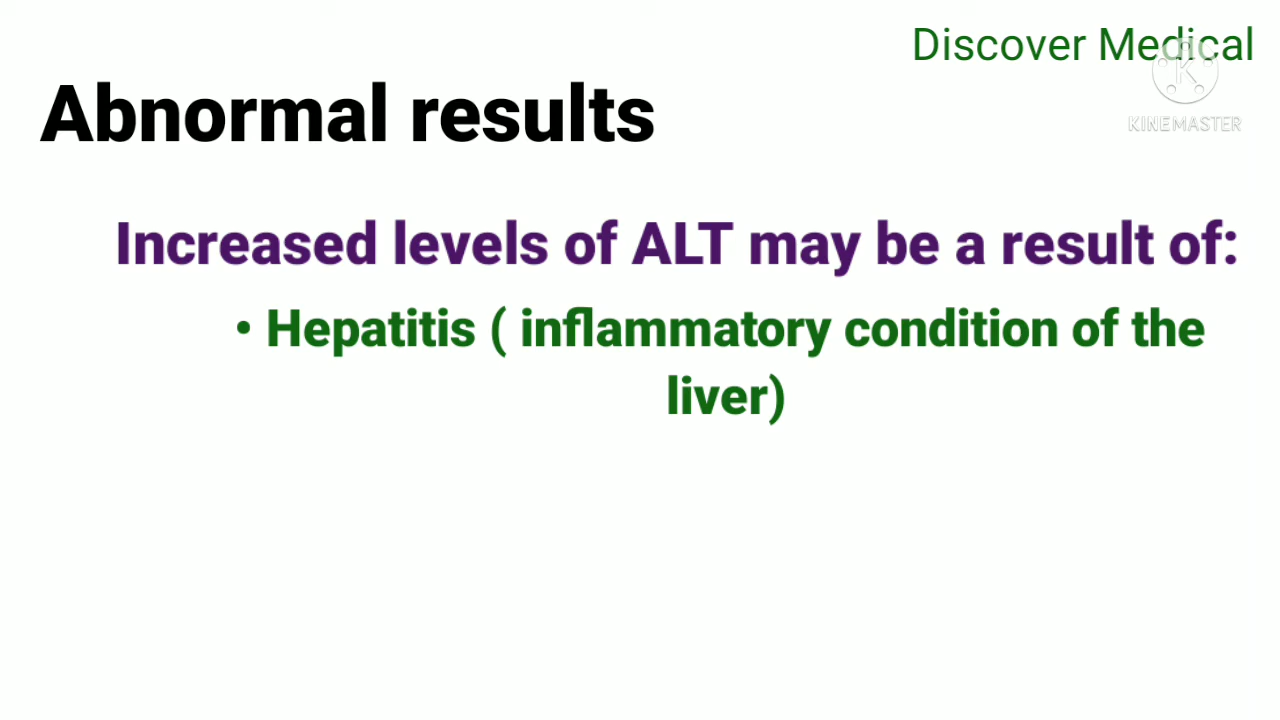 Discover Medical
KINEMASTER
Abnormal results
Increased levels of ALT may be a result of:
• Hepatitis ( inflammatory condition of the
liver)